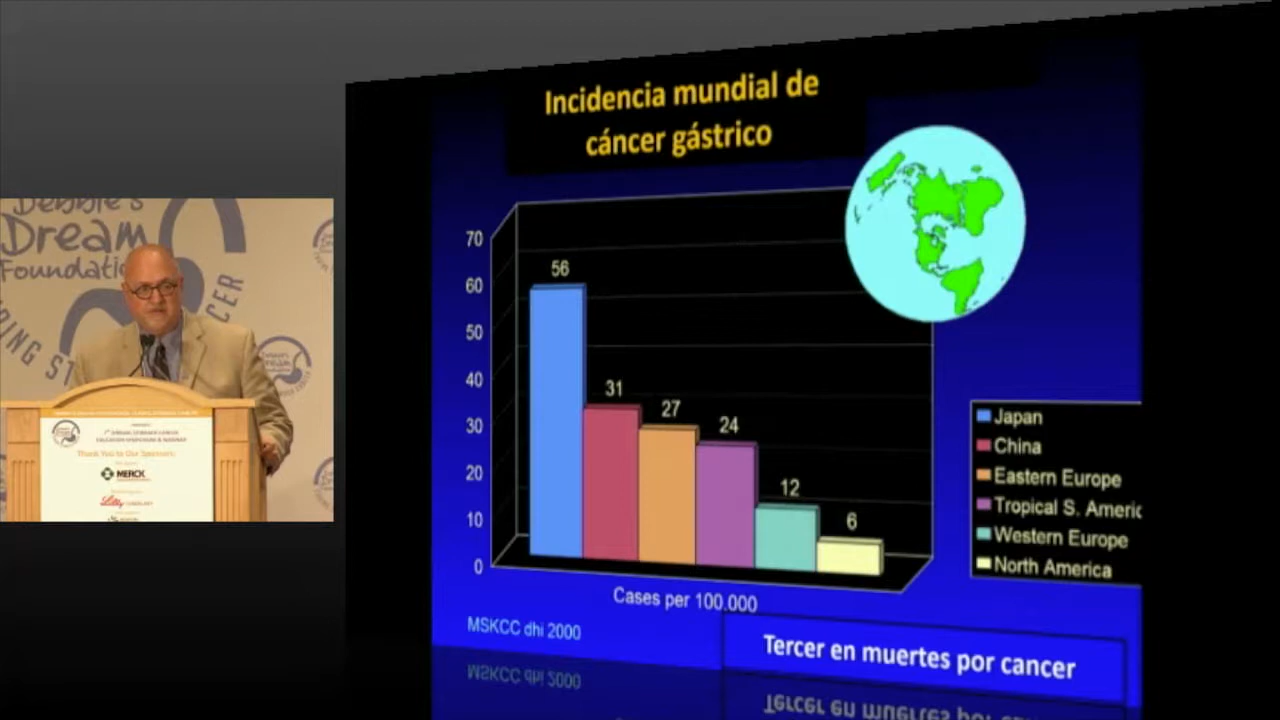 Debbie's
Dream
Foundation
CER
Thank You to Our Sponsors:
MERCK
Lilly
Incidencia mundial de
cáncer gástrico
70
60
50
40
30
20
10
0
56
31
27
24
12
6
Cases per 100,000
Japan
China
Eastern Europe
Tropical S. Americ
Western Europe
North America
MSKCC dhi 2000
Tercer en muertes por cancer